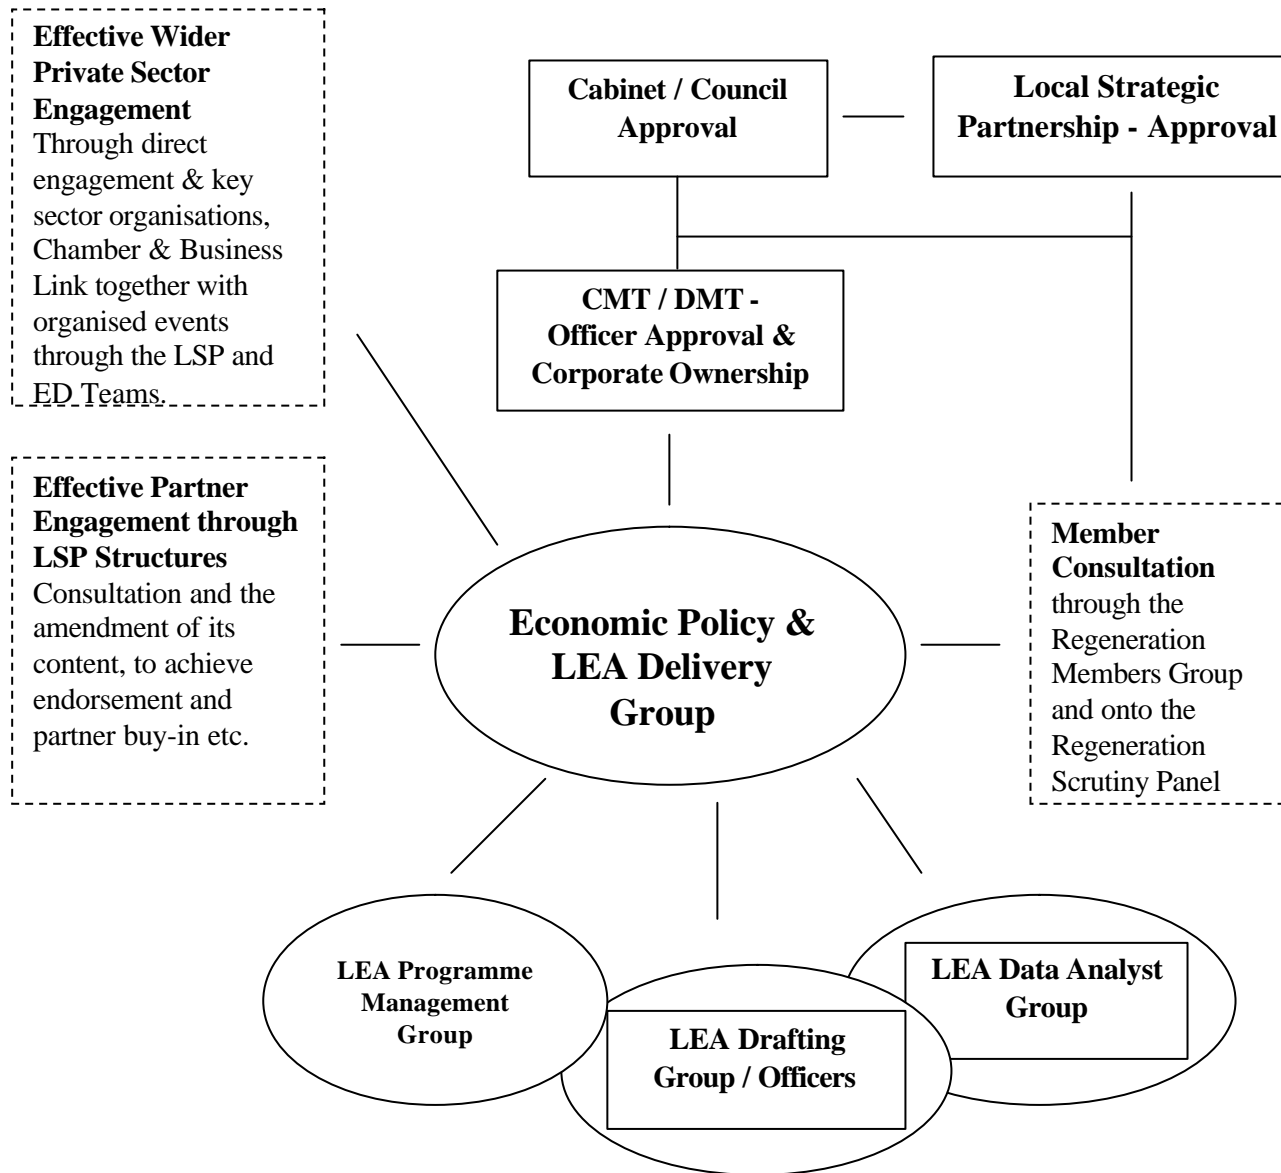 Effective Wider
Private Sector
Engagement
Through direct
engagement & key
sector organisations,
Chamber & Business
Link together with
organised events
through the LSP and
ED Teams.
Cabinet / Council
Approval
Local Strategic
Partnership - Approval
CMT / DMT -
Officer Approval &
Corporate Ownership
Effective Partner
Engagement through
LSP Structures
Consultation and the
amendment of its
content, to achieve
endorsement and
partner buy-in etc.
Economic Policy &
LEA Delivery
Group
Member
Consultation
through the
Regeneration
Members Group
and onto the
Regeneration
Scrutiny Panel
LEA Programme
Management
Group
LEA Drafting
Group / Officers
LEA Data Analyst
Group